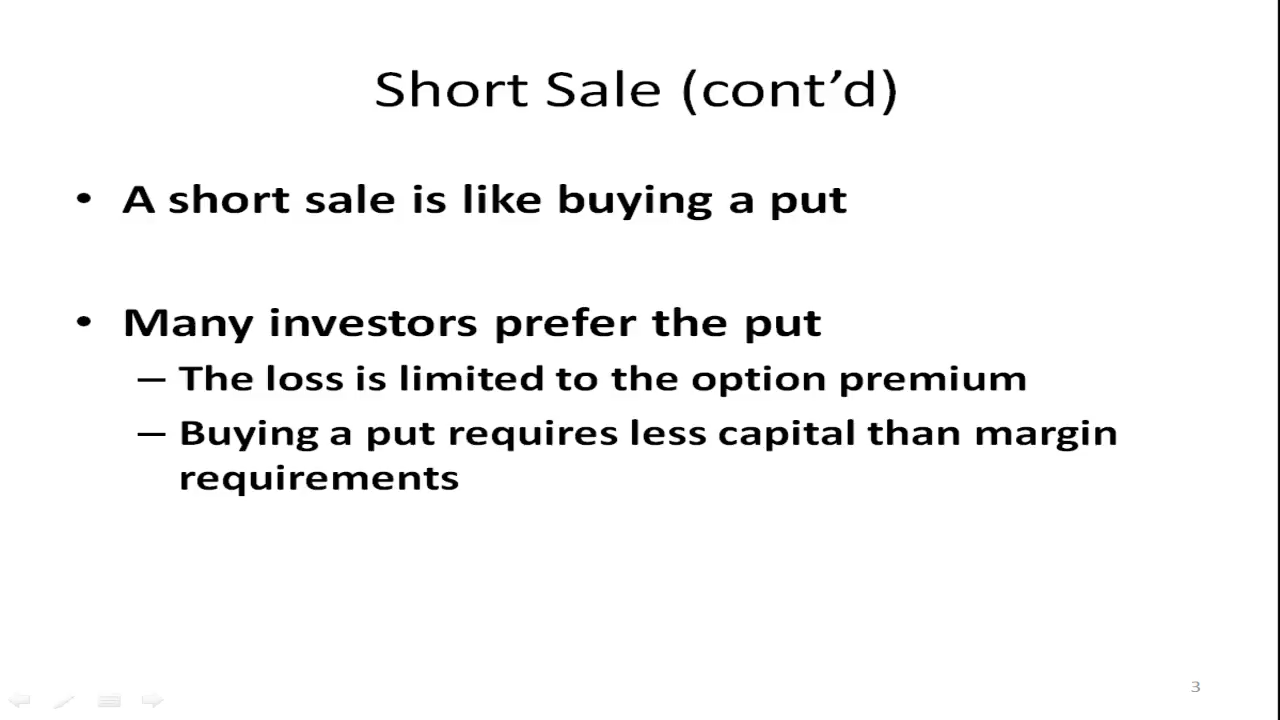 Short Sale (cont’d)
• A short sale is like buying a put
• Many investors prefer the put
– The loss is limited to the option premium
– Buying a put requires less capital than margin
requirements
3